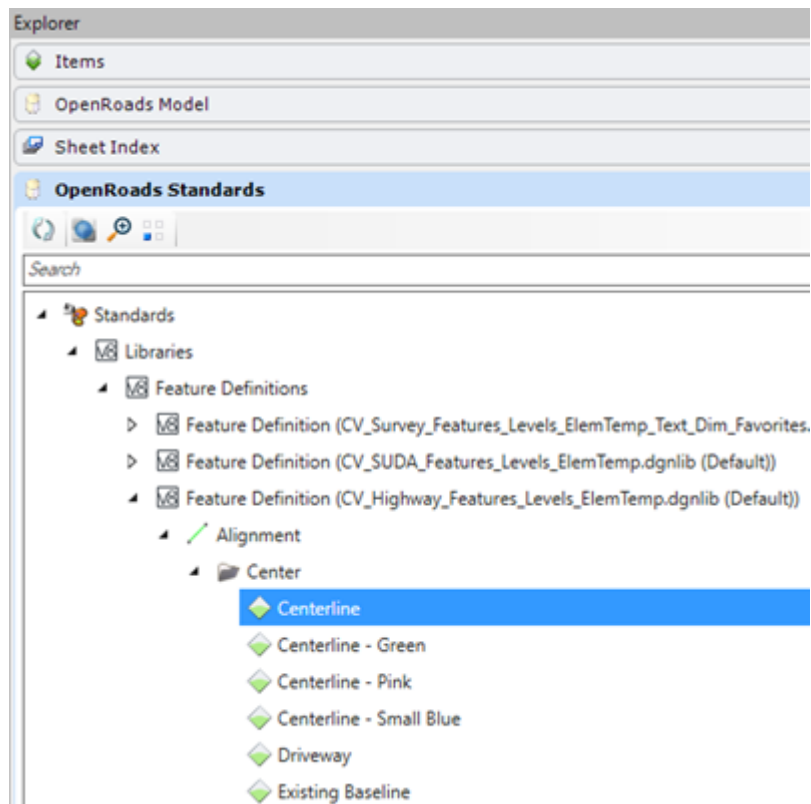 Explorer
Items
OpenRoads Model
Sheet Index
OpenRoads Standards
Search
Standards
Libraries
Feature Definitions
Feature Definition (CV_Survey_Features_Levels_ElemTemp_Text_Dim_Favorites.
Feature Definition (CV_SUDA_Features_Levels_ElemTemp.dgnlib (Default))
Feature Definition (CV_Highway_Features_Levels_ElemTemp.dgnlib (Default))
Alignment
Center
Centerline
Centerline - Green
Centerline - Pink
Centerline - Small Blue
Driveway
Existing Baseline